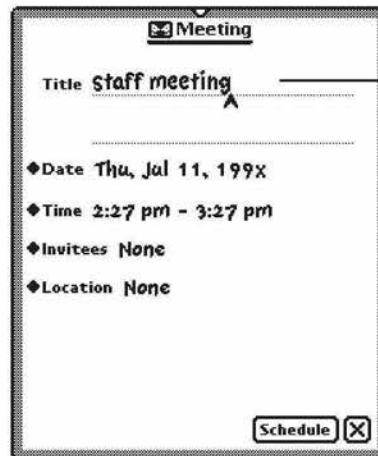 Meeting
Title staff meeting
◆Date Thu, Jul 11, 199x
◆Time 2:27 pm - 3:27 pm
◆Invitees None
◆Location None
Schedule